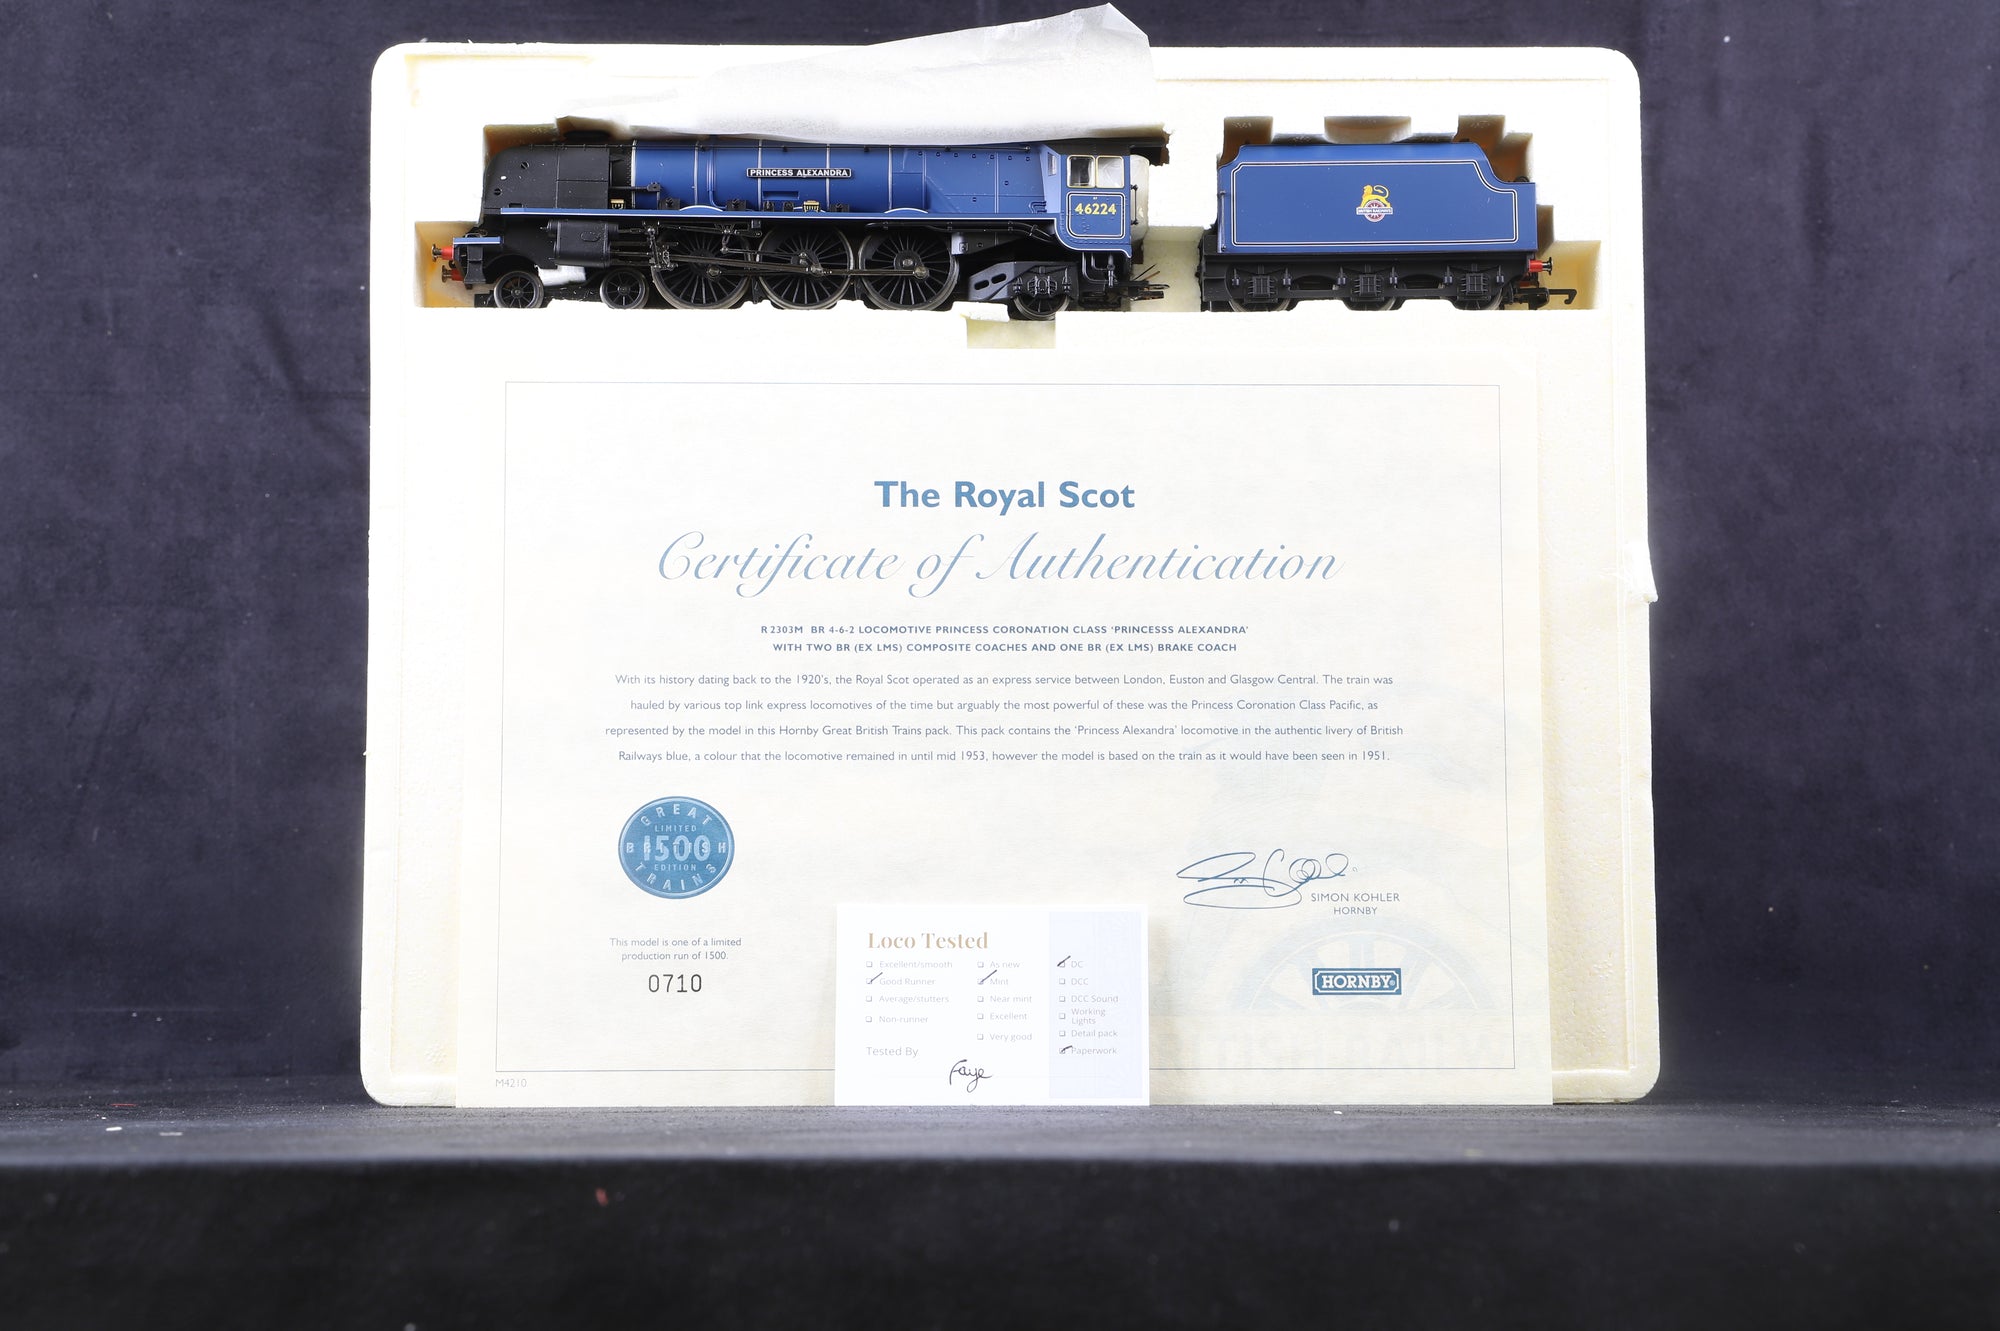 PRINCESS ALEXANDRA
46224
BRITISH RAILWAYS
The Royal Scot
Certificate of Authentication
R2303M BR 4-6-2 LOCOMOTIVE PRINCESS CORONATION CLASS ‘PRINCESSS ALEXANDRA’
WITH TWO BR (EX LMS) COMPOSITE COACHES AND ONE BR (EX LMS) BRAKE COACH
With its history dating back to the 1920’s, the Royal Scot operated as an express service between London, Euston and Glasgow Central. The train was
hauled by various top link express locomotives of the time but arguably the most powerful of these was the Princess Coronation Class Pacific, as
represented by the model in this Hornby Great British Trains pack. This pack contains the ‘Princess Alexandra’ locomotive in the authentic livery of British
Railways blue, a colour that the locomotive remained in until mid 1953, however the model is based on the train as it would have been seen in 1951.
GREAT
LIMITED
BRITISH
1500
EDITION
TRAINS
SIMON KOHLER
HORNBY
This model is one of a limited
production run of 1500.
0710
HORNBY®
M4210
Loco Tested
Excellent/smooth
Good Runner
Average/stutters
Non-runner
As new
Mint
Near mint
Excellent
Very good
DC
DCC
DCC Sound
Working
Lights
Detail pack
Paperwork
Tested By
Faye